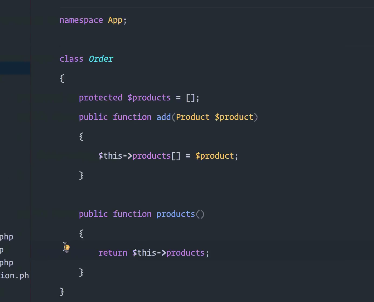 namespace App;
class Order
{
protected $products = [];
public function add(Product $product)
{
$this->products[] = $product;
}
public function products()
{
return $this->products;
}
}
php
p
php
ion.ph